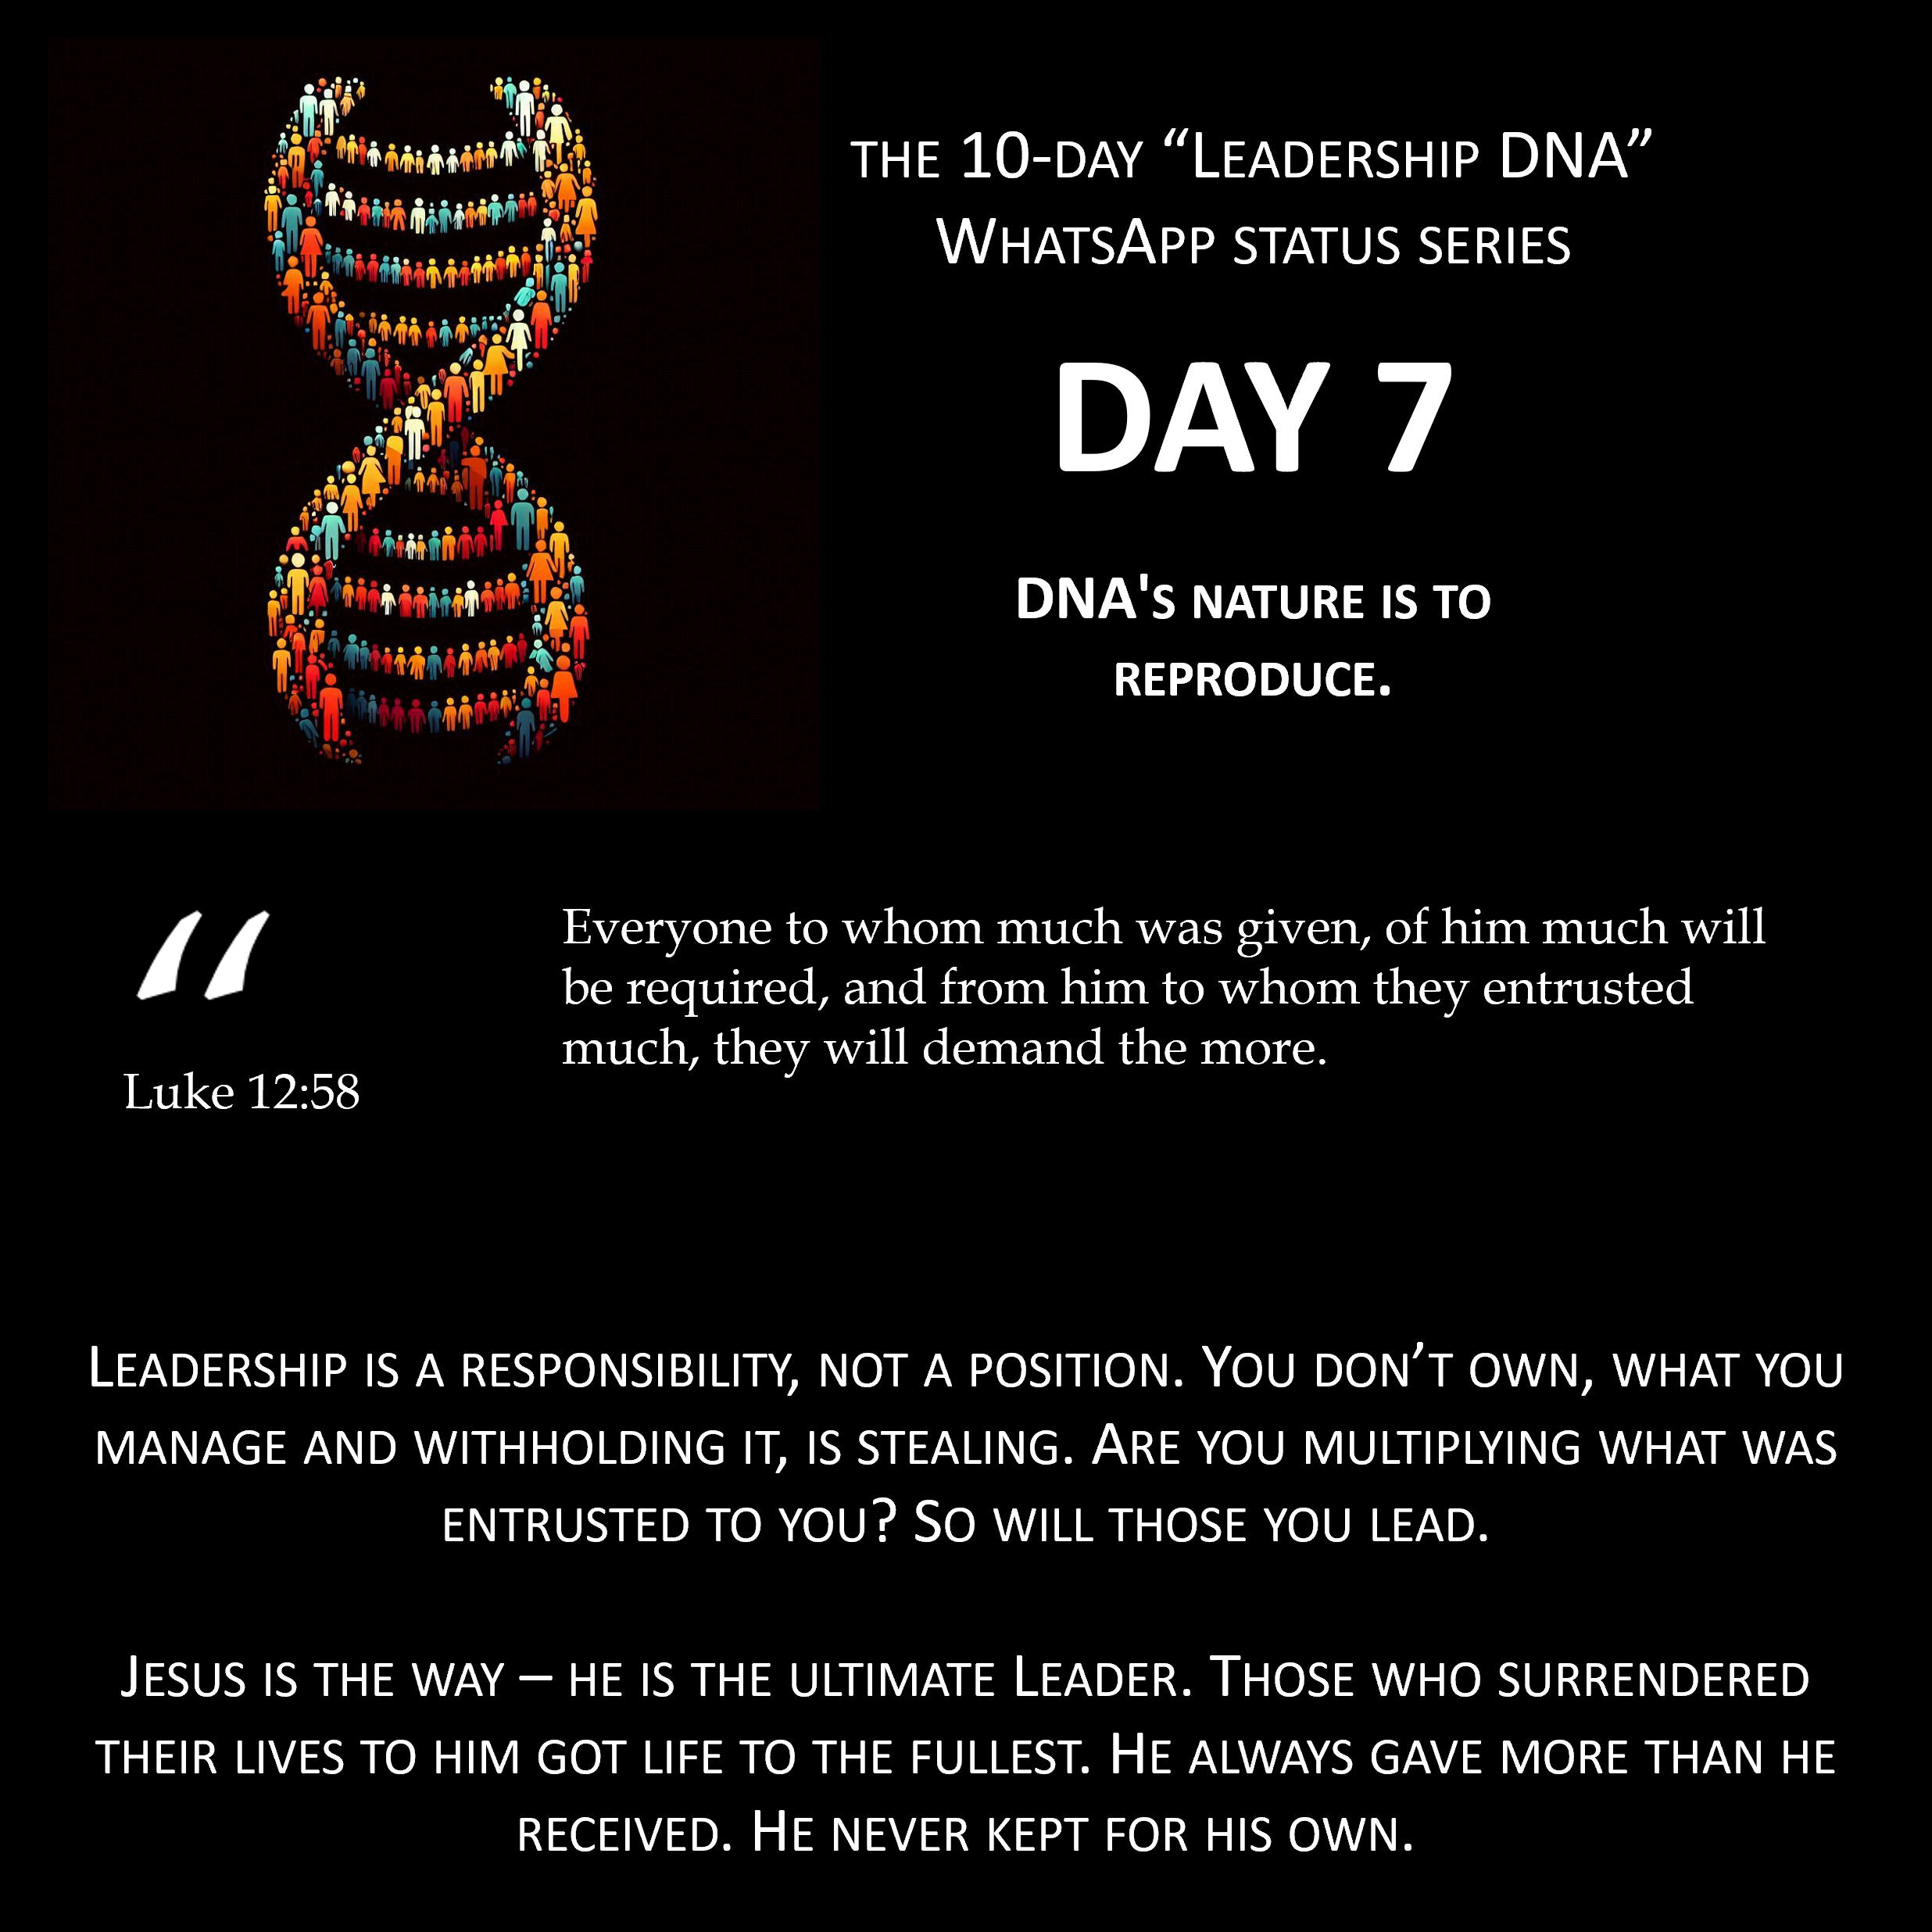 THE 10-DAY “LEADERSHIP DNA”
WHATSAPP STATUS SERIES
DAY 7
DNA'S NATURE IS TO
REPRODUCE.
“
Everyone to whom much was given, of him much will
be required, and from him to whom they entrusted
much, they will demand the more.
Luke 12:58
LEADERSHIP IS A RESPONSIBILITY, NOT A POSITION. YOU DON’T OWN, WHAT YOU
MANAGE AND WITHHOLDING IT, IS STEALING. ARE YOU MULTIPLYING WHAT WAS
ENTRUSTED TO YOU? SO WILL THOSE YOU LEAD.
JESUS IS THE WAY – HE IS THE ULTIMATE LEADER. THOSE WHO SURRENDERED
THEIR LIVES TO HIM GOT LIFE TO THE FULLEST. HE ALWAYS GAVE MORE THAN HE
RECEIVED. HE NEVER KEPT FOR HIS OWN.